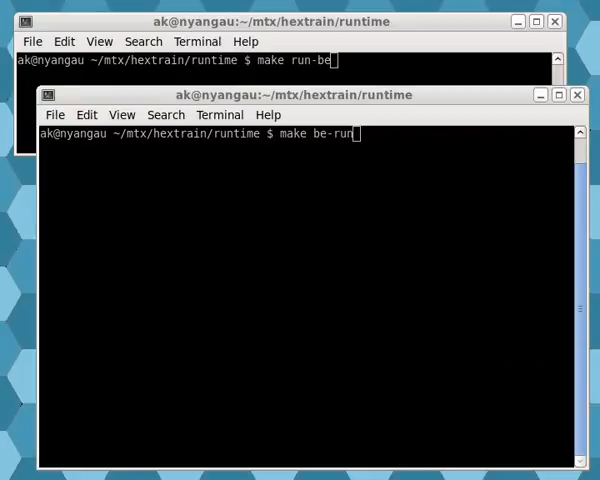 ak@nyangau:~/mtx/hextrain/runtime
File Edit View Search Terminal Help
ak@nyangau ~/mtx/hextrain/runtime $ make run-be
ak@nyangau:~/mtx/hextrain/runtime
File Edit View Search Terminal Help
ak@nyangau ~/mtx/hextrain/runtime $ make be-run